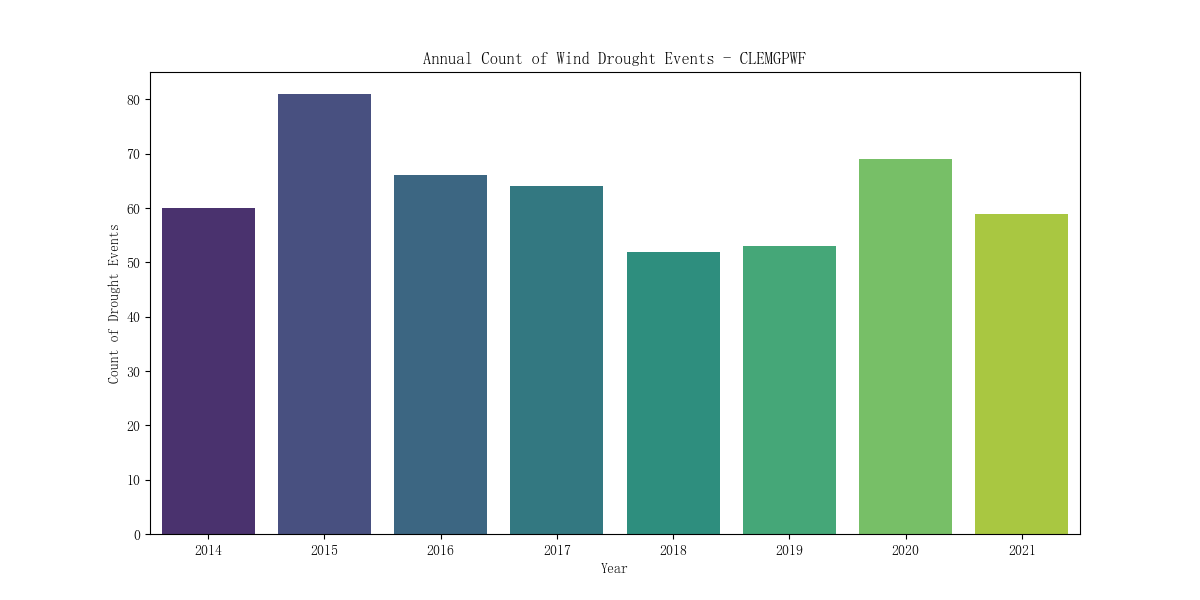 Annual Count of Wind Drought Events - CLEMGPWF
80
70
60
50
40
30
20
10
0
Count of Drought Events
2014 2015 2016 2017 2018 2019 2020 2021
Year